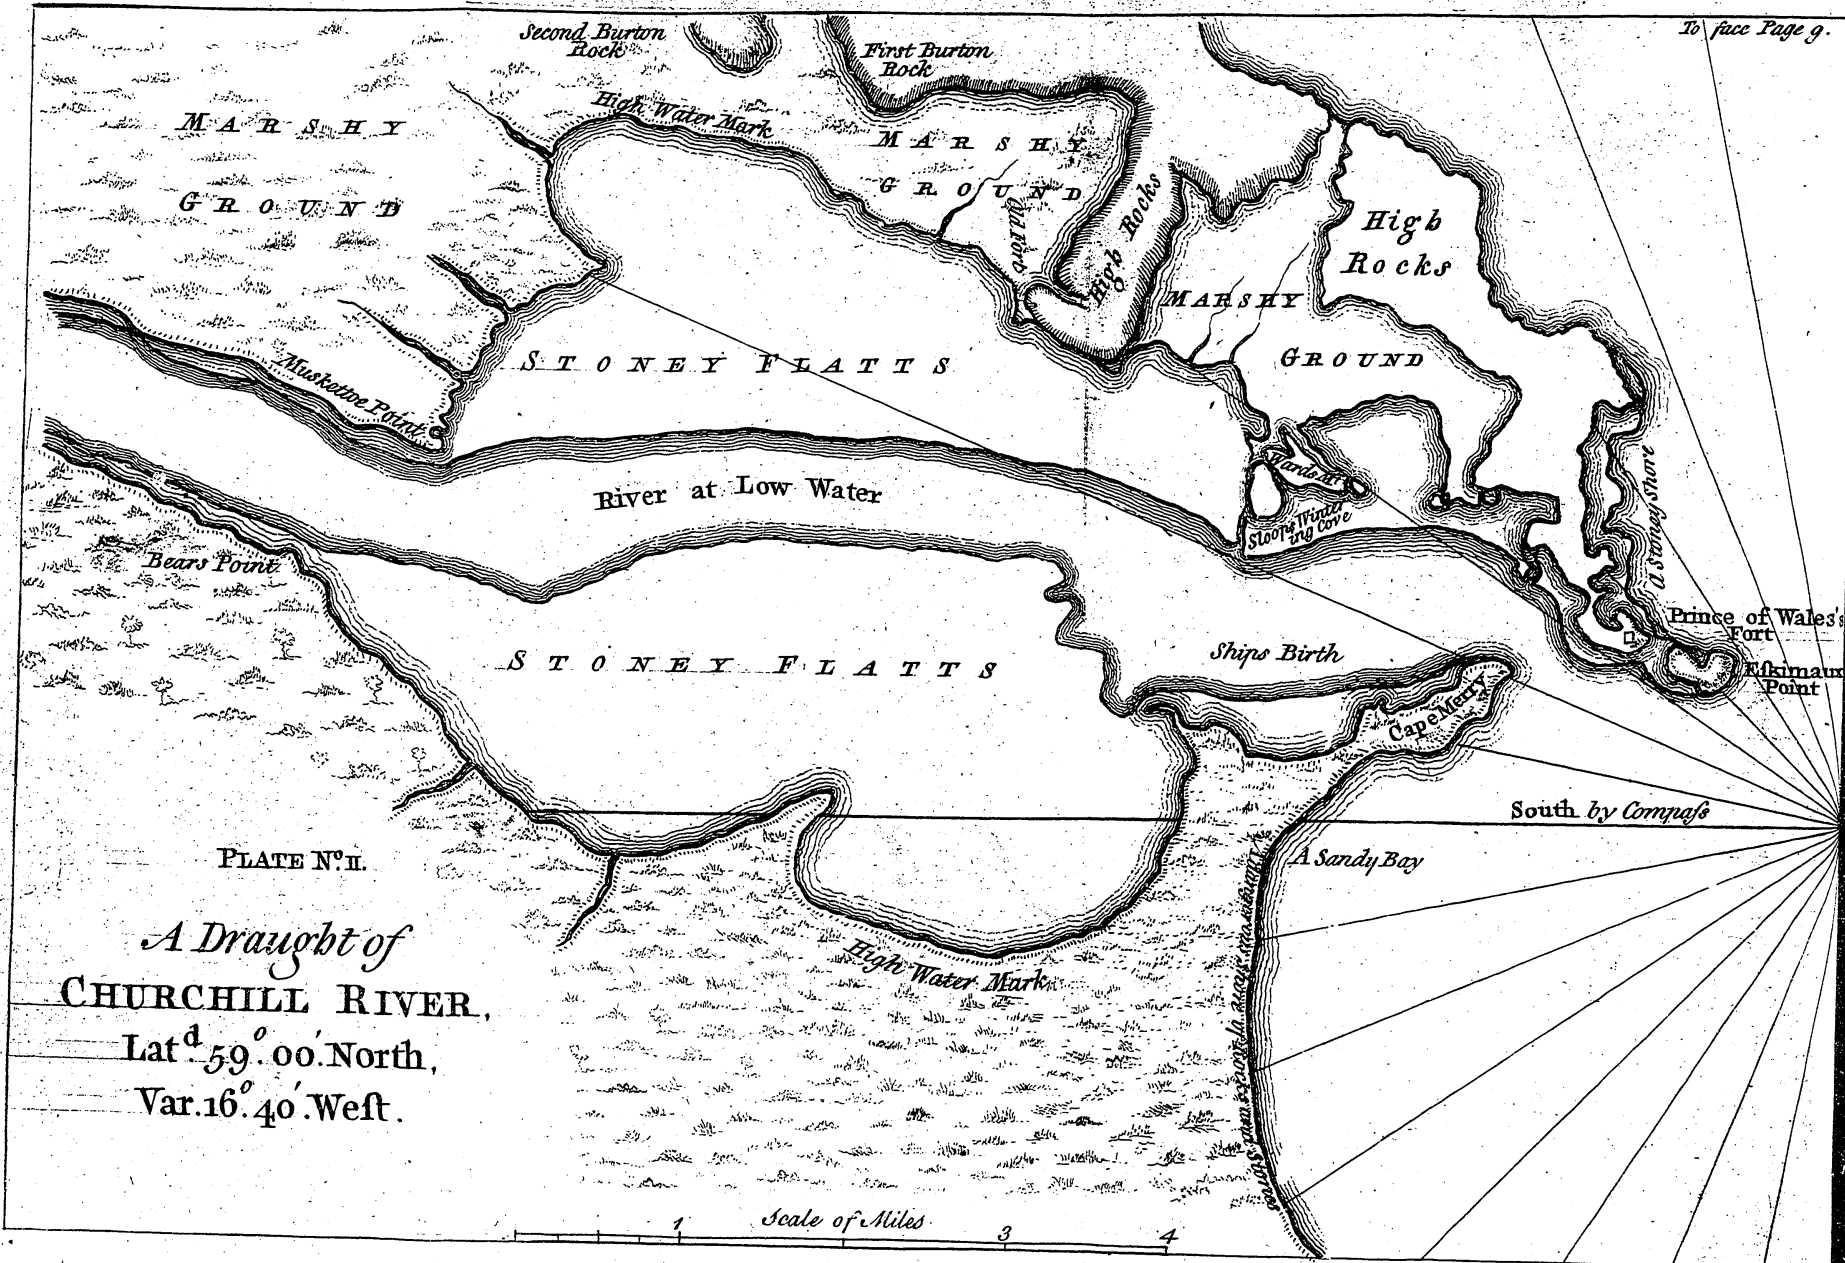 To face Page 9.
Second Burton
Rock
First Burton
Rock
High Water Mark
MARSHY
GROUND
MARSHY
GROUND
Old Fort
High Rocks
High
Rocks
MARSHY
GROUND
STONEY FLATTS
Muskettoe Point
River at Low Water
Sloops Winter
ing Cove
A Stoney Shore
Bears Point
Prince of Wales's
Fort
Eſkimaux
Point
STONEY FLATTS
Ships Birth
Cape Merry
South by Compaſs
A Sandy Bay
High Water Mark
PLATE No. II.
A Draught of
CHURCHILL RIVER,
Latd. 59°. 00'. North,
Var. 16°. 40'. Weſt.
Scale of Miles
1 3 4